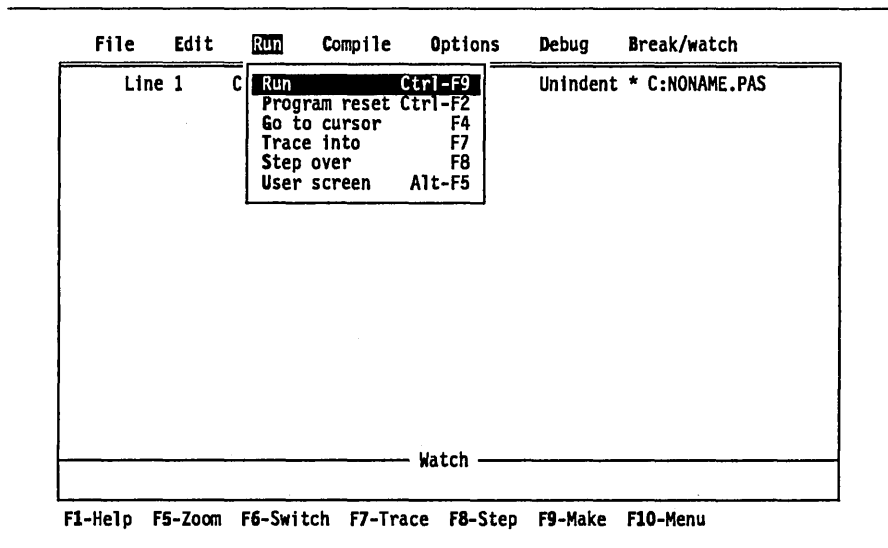 File Edit Run Compile Options Debug Break/watch
Line 1 C Unindent * C:NONAME.PAS
Run Ctrl-F9
Program reset Ctrl-F2
Go to cursor F4
Trace into F7
Step over F8
User screen Alt-F5
Watch
F1-Help F5-Zoom F6-Switch F7-Trace F8-Step F9-Make F10-Menu